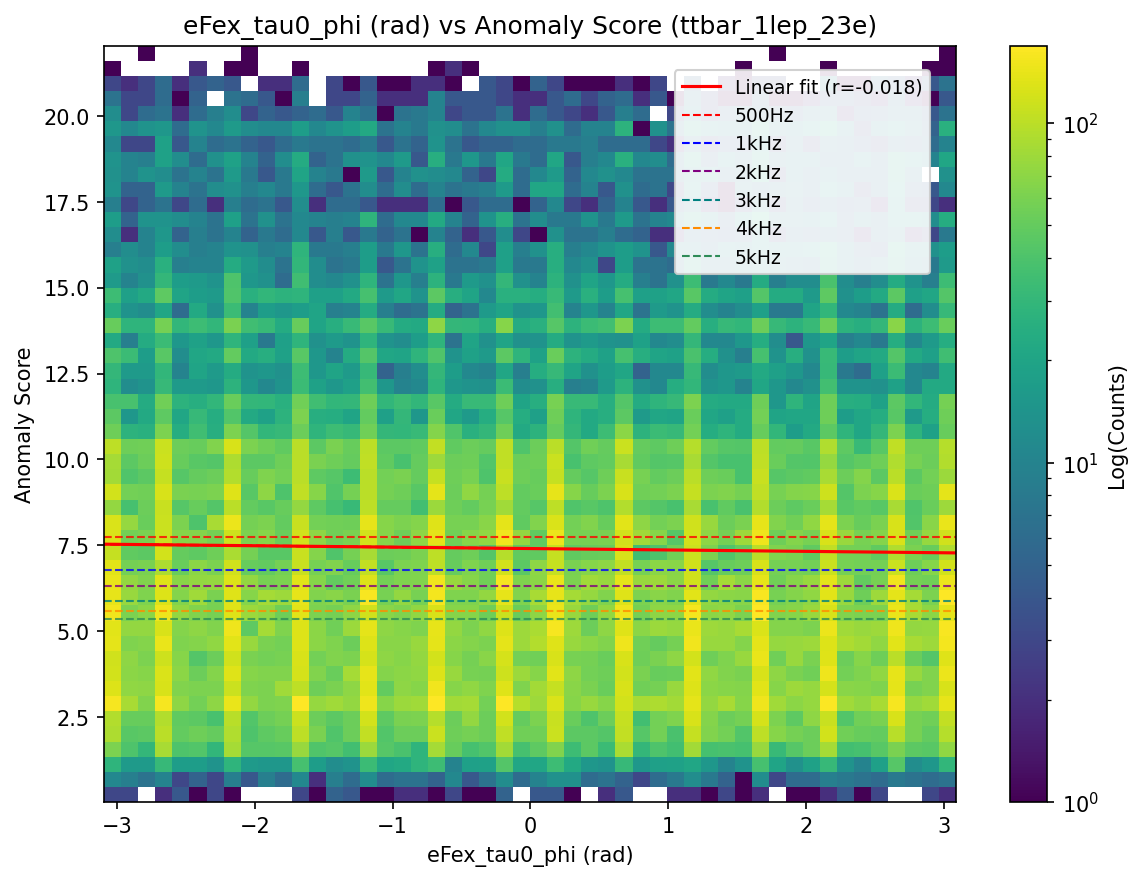 eFex_tau0_phi (rad) vs Anomaly Score (ttbar_1lep_23e)
Linear fit (r=-0.018)
500Hz
1kHz
2kHz
3kHz
4kHz
5kHz
20.0
17.5
15.0
12.5
10.0
7.5
5.0
2.5
Anomaly Score
−3
−2
−1
0
1
2
3
eFex_tau0_phi (rad)
10²
10¹
10⁰
Log(Counts)